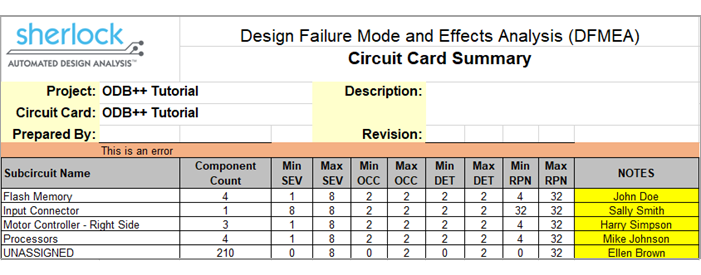 sherlock
AUTOMATED DESIGN ANALYSIS™
Design Failure Mode and Effects Analysis (DFMEA)
Circuit Card Summary
Project: ODB++ Tutorial Description:
Circuit Card: ODB++ Tutorial
Prepared By: Revision:
This is an error
Subcircuit Name Component Count Min SEV Max SEV Min OCC Max OCC Min DET Max DET Min RPN Max RPN NOTES
Flash Memory 4 1 8 2 2 2 2 4 32 John Doe
Input Connector 1 8 8 2 2 2 2 32 32 Sally Smith
Motor Controller - Right Side 3 1 8 2 2 2 2 4 32 Harry Simpson
Processors 4 1 8 2 2 2 2 4 32 Mike Johnson
UNASSIGNED 210 0 8 0 2 0 2 0 32 Ellen Brown